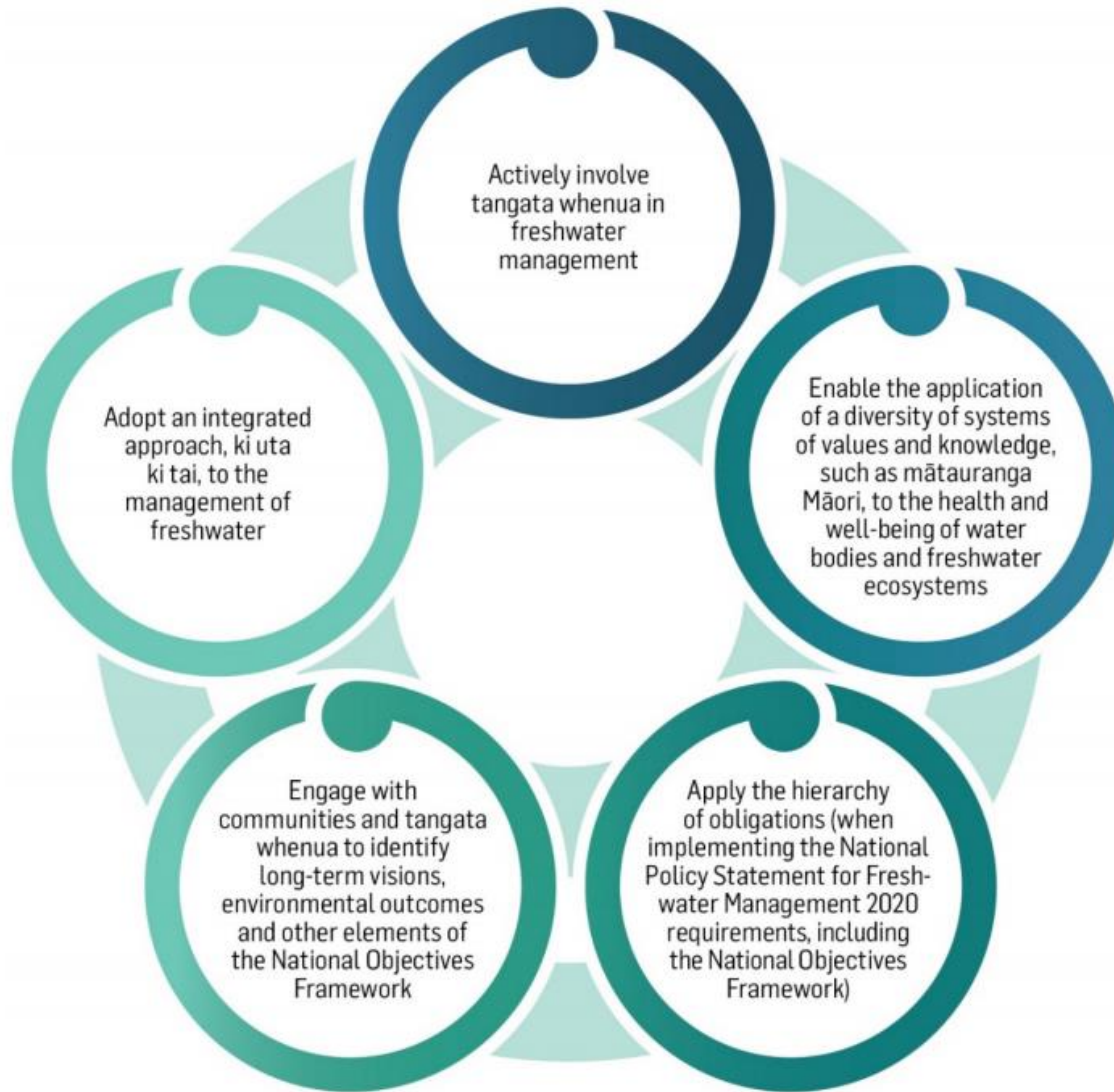 Actively involve
tangata whenua in
freshwater
management
Enable the application
of a diversity of systems
of values and knowledge,
such as mātauranga
Māori, to the health and
well-being of water
bodies and freshwater
ecosystems
Apply the hierarchy
of obligations (when
implementing the National
Policy Statement for Fresh-
water Management 2020
requirements, including
the National Objectives
Framework)
Engage with
communities and tangata
whenua to identify
long-term visions,
environmental outcomes
and other elements of
the National Objectives
Framework
Adopt an integrated
approach, ki uta
ki tai, to the
management of
freshwater